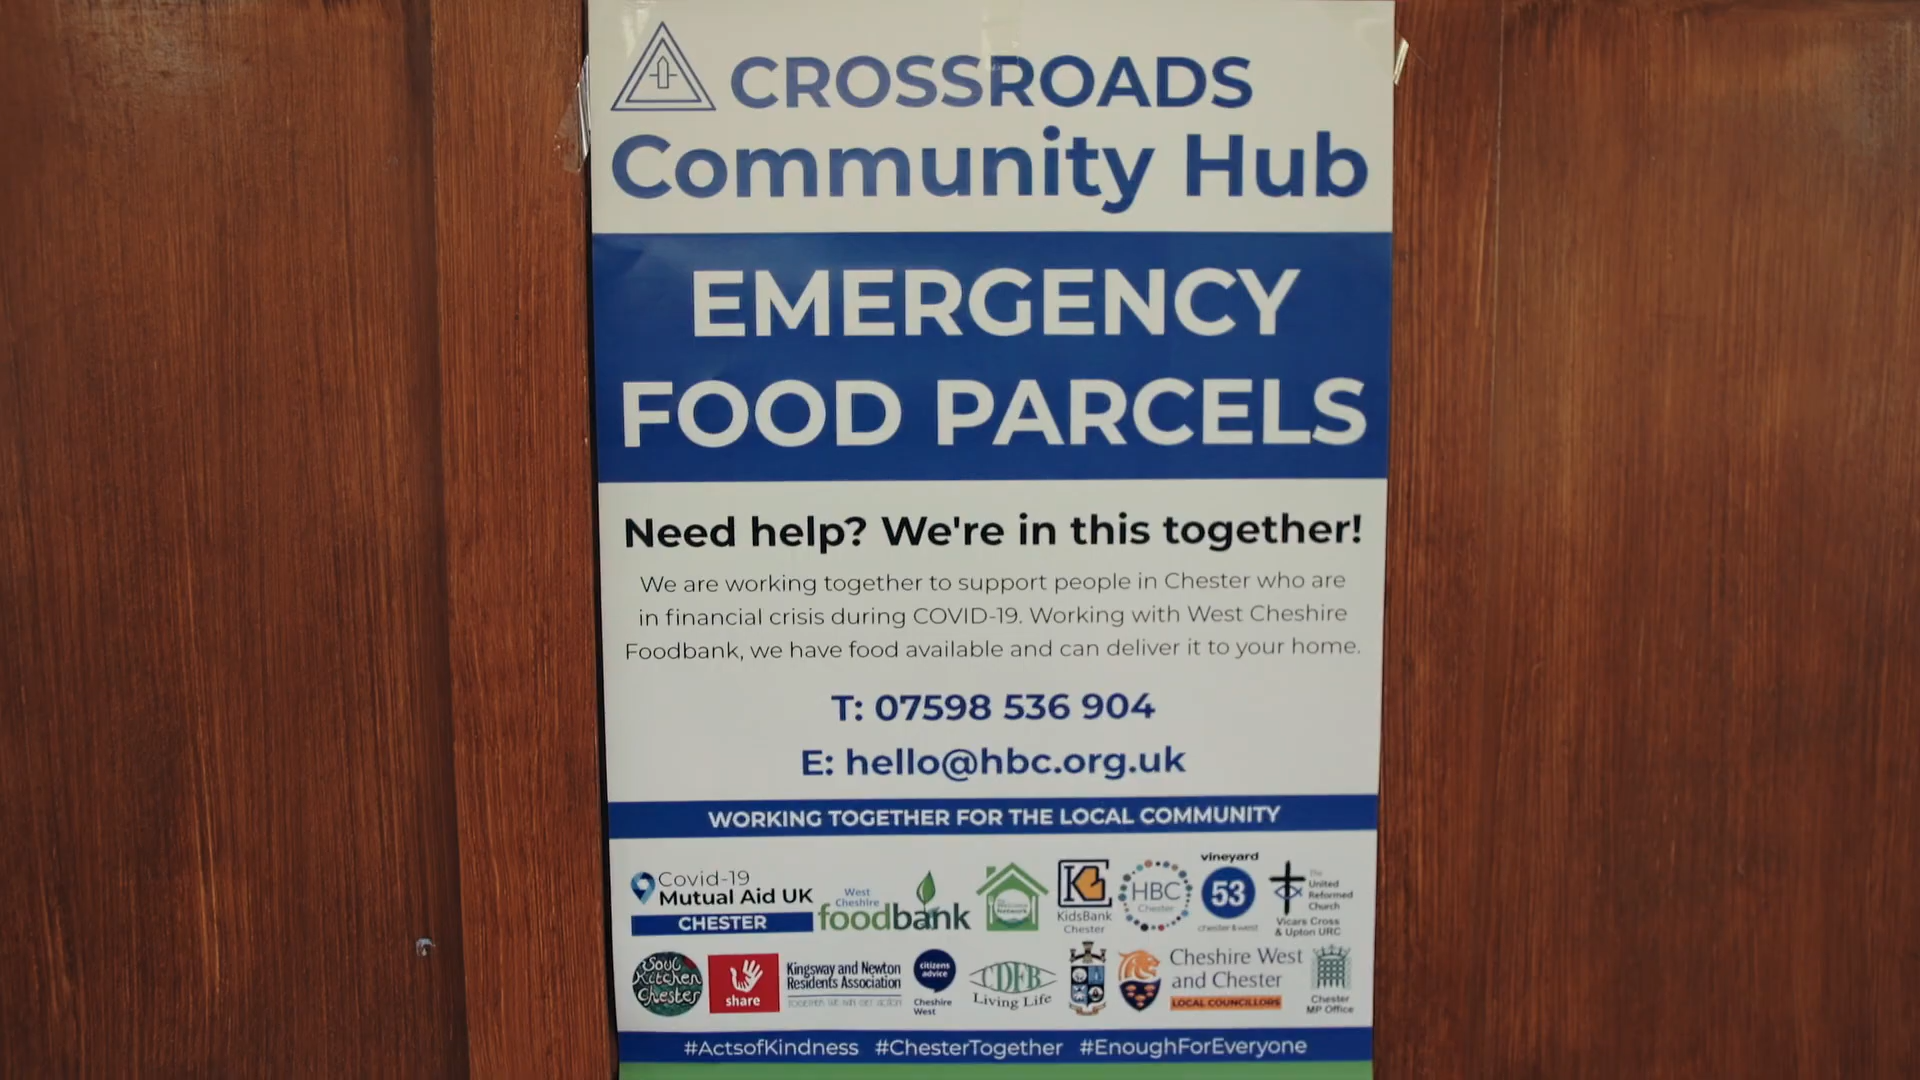 CROSSROADS
Community Hub
EMERGENCY
FOOD PARCELS
Need help? We're in this together!
We are working together to support people in Chester who are
in financial crisis during COVID-19. Working with West Cheshire
Foodbank, we have food available and can deliver it to your home.
T: 07598 536 904
E: hello@hbc.org.uk
WORKING TOGETHER FOR THE LOCAL COMMUNITY
Covid-19
Mutual Aid UK
CHESTER
West
Cheshire
foodbank
KidsBank
Chester
HBC
Chester
vineyard
53
chester & west
The
United
Reformed
Church
Vicars Cross
& Upton URC
Soul
Kitchen
Chester
share
Kingsway and Newton
Residents Association
citizens
advice
Cheshire
West
CDFB
Living Life
Cheshire West
and Chester
LOCAL COUNCILLORS
Chester
MP Office
#ActsofKindness #ChesterTogether #EnoughForEveryone